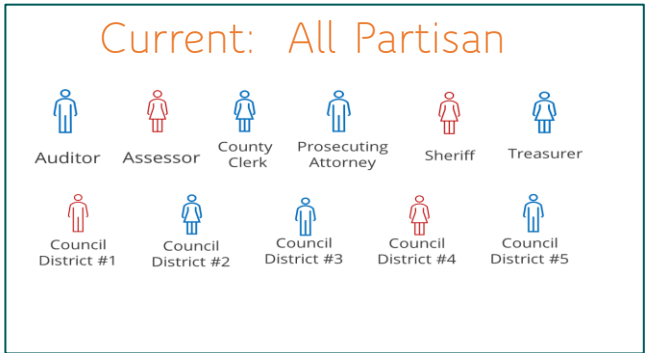 Current: All Partisan
Auditor
Assessor
County
Clerk
Prosecuting
Attorney
Sheriff
Treasurer
Council
District #1
Council
District #2
Council
District #3
Council
District #4
Council
District #5